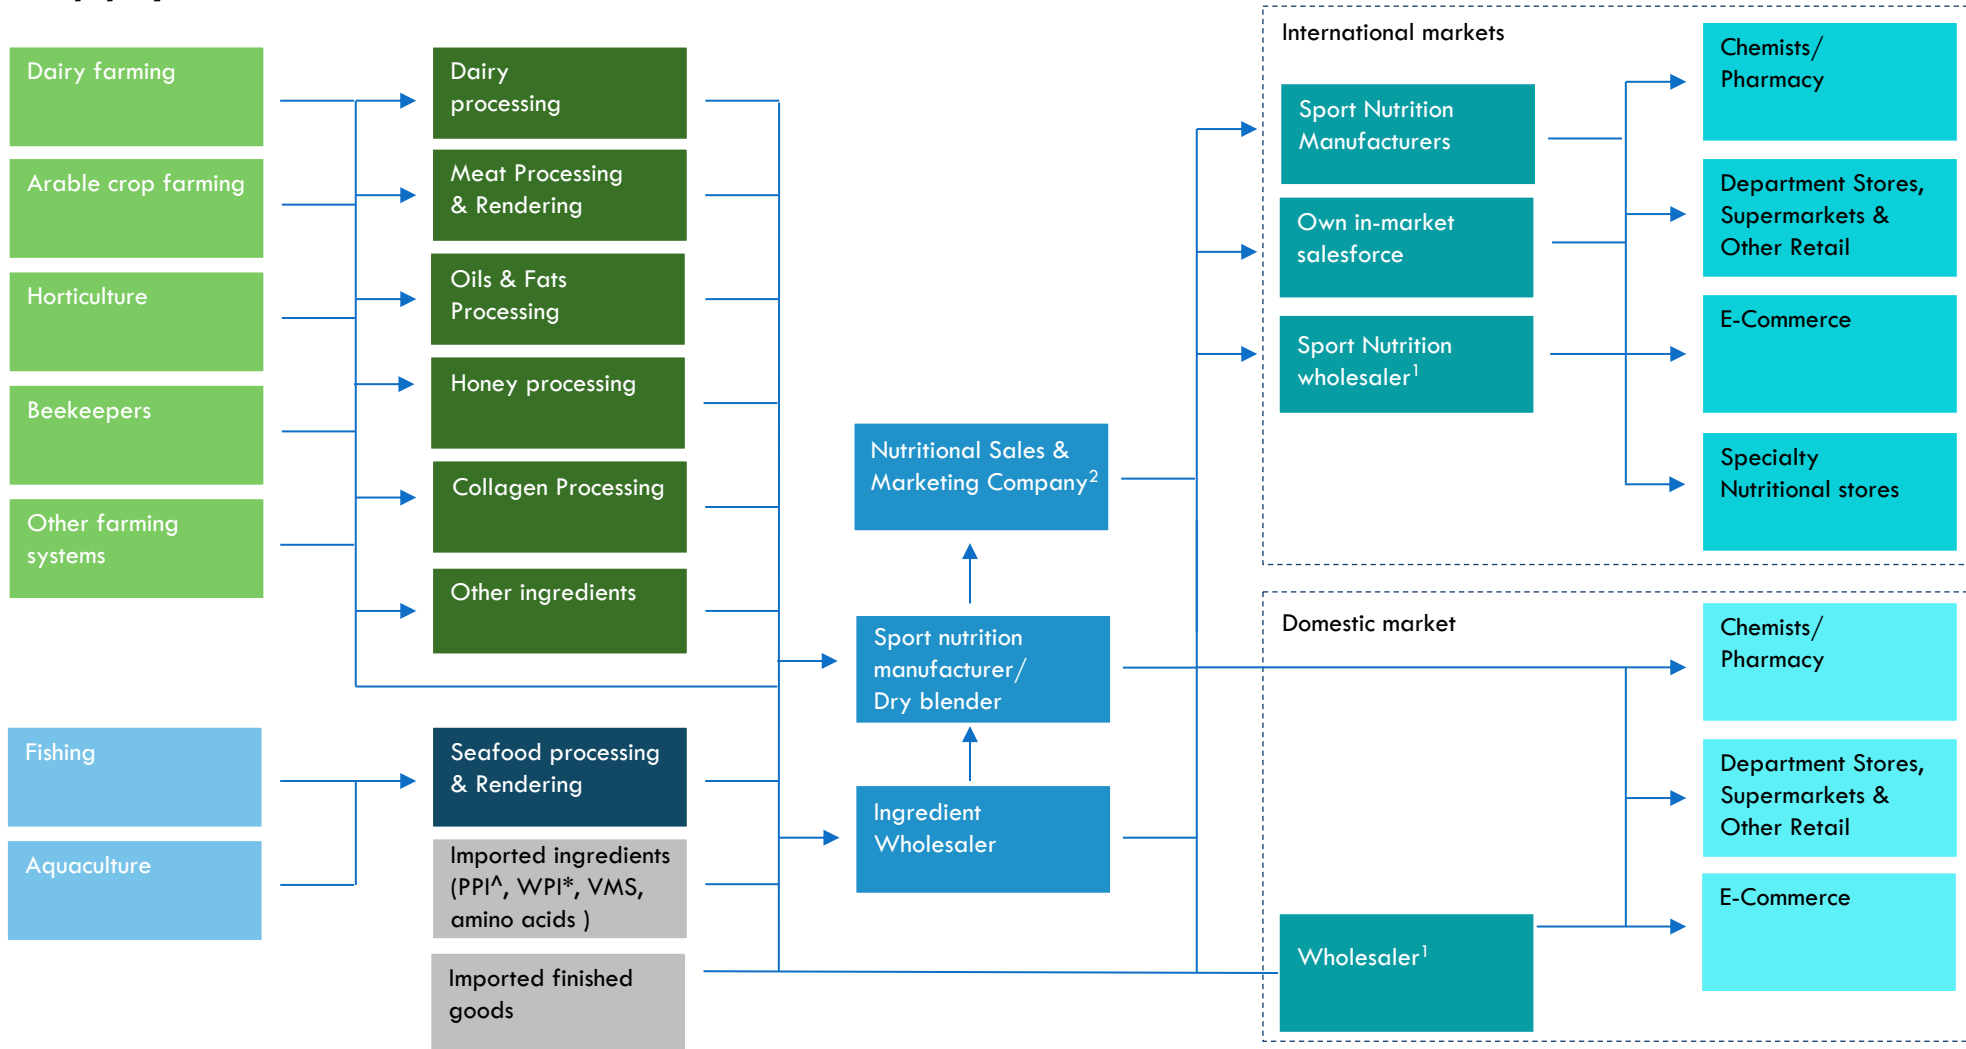 Dairy farming
Arable crop farming
Horticulture
Beekeepers
Other farming
systems
Fishing
Aquaculture
Dairy
processing
Meat Processing
& Rendering
Oils & Fats
Processing
Honey processing
Collagen Processing
Other ingredients
Seafood processing
& Rendering
Imported ingredients
(PPI^, WPI*, VMS,
amino acids )
Imported finished
goods
Nutritional Sales &
Marketing Company2
Sport nutrition
manufacturer/
Dry blender
Ingredient
Wholesaler
International markets
Sport Nutrition
Manufacturers
Own in-market
salesforce
Sport Nutrition
wholesaler1
Chemists/
Pharmacy
Department Stores,
Supermarkets &
Other Retail
E-Commerce
Specialty
Nutritional stores
Domestic market
Wholesaler1
Chemists/
Pharmacy
Department Stores,
Supermarkets &
Other Retail
E-Commerce